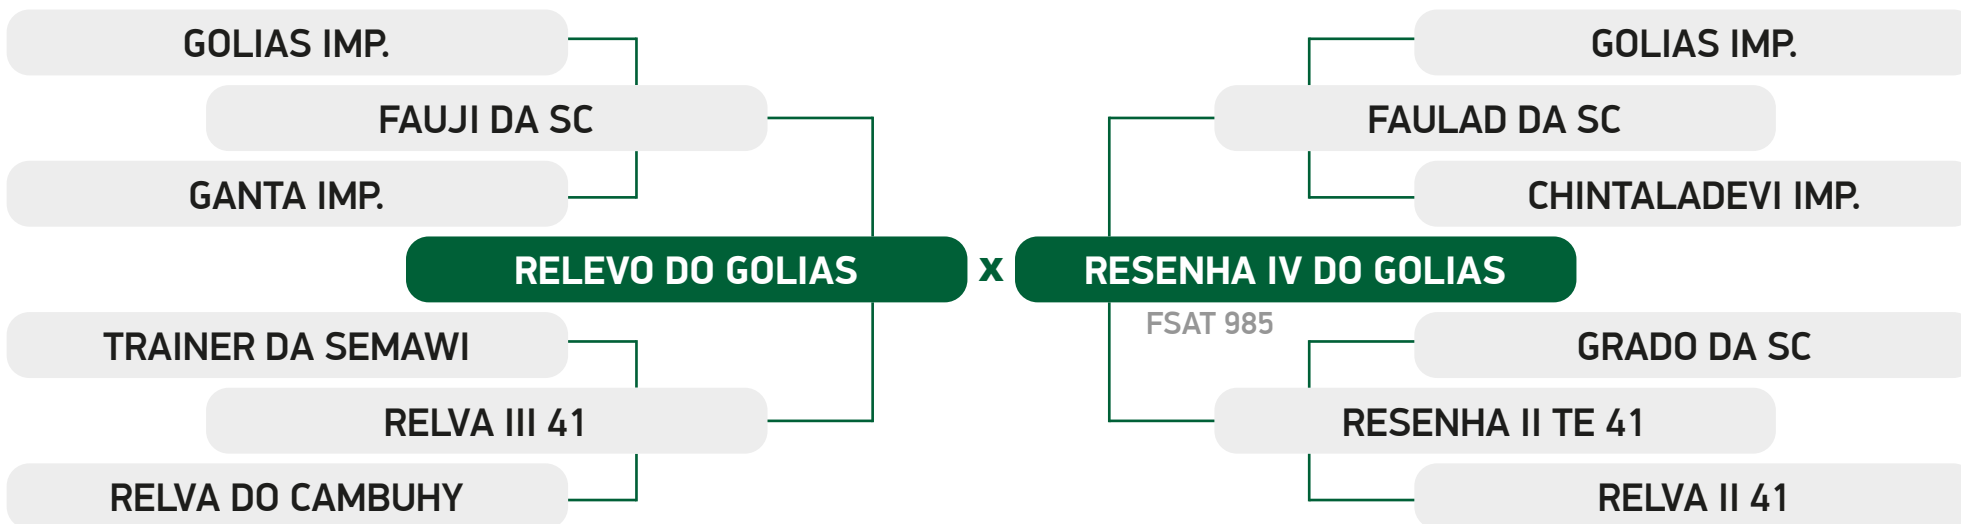 GOLIAS IMP.
GOLIAS IMP.
FAUJI DA SC
FAULAD DA SC
GANTA IMP.
CHINTALADEVI IMP.
RELEVO DO GOLIAS x RESENHA IV DO GOLIAS
FSAT 985
TRAINER DA SEMAWI
GRADO DA SC
RELVA III 41
RESENHA II TE 41
RELVA DO CAMBUHY
RELVA II 41